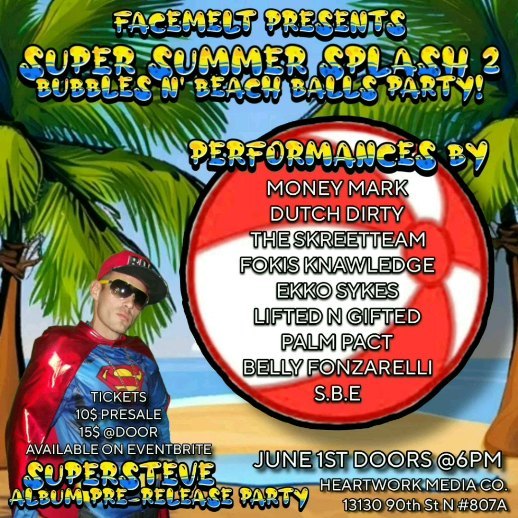 FACEMELT PRESENTS
SUPER SUMMER SPLASH 2
BUBBLES N' BEACH BALLS PARTY!
PERFORMANCES BY
MONEY MARK
DUTCH DIRTY
THE SKREETTEAM
FOKIS KNAWLEDGE
EKKO SYKES
LIFTED N GIFTED
PALM PACT
BELLY FONZARELLI
S.B.E
TICKETS
10$ PRESALE
15$ @DOOR
AVAILABLE ON EVENTBRITE
SUPERSTEVE
ALBUM PRE-RELEASE PARTY
JUNE 1ST DOORS @6PM
HEARTWORK MEDIA CO.
13130 90th St N #807A